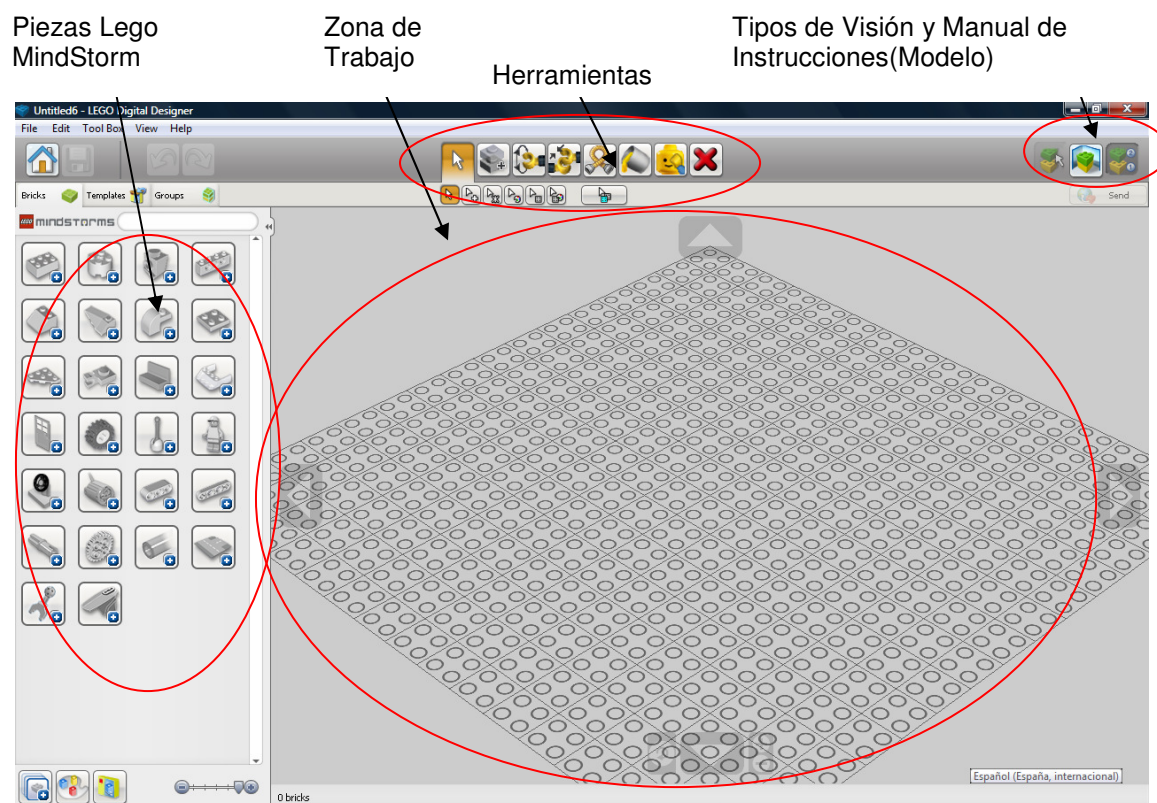 Piezas Lego
MindStorm
Zona de
Trabajo
Herramientas
Tipos de Visión y Manual de
Instrucciones(Modelo)
Untitled6 - LEGO Digital Designer
File Edit Tool Box View Help
Bricks Templates Groups
Send
LEGO mindstorms
Español (España, internacional)
0 bricks